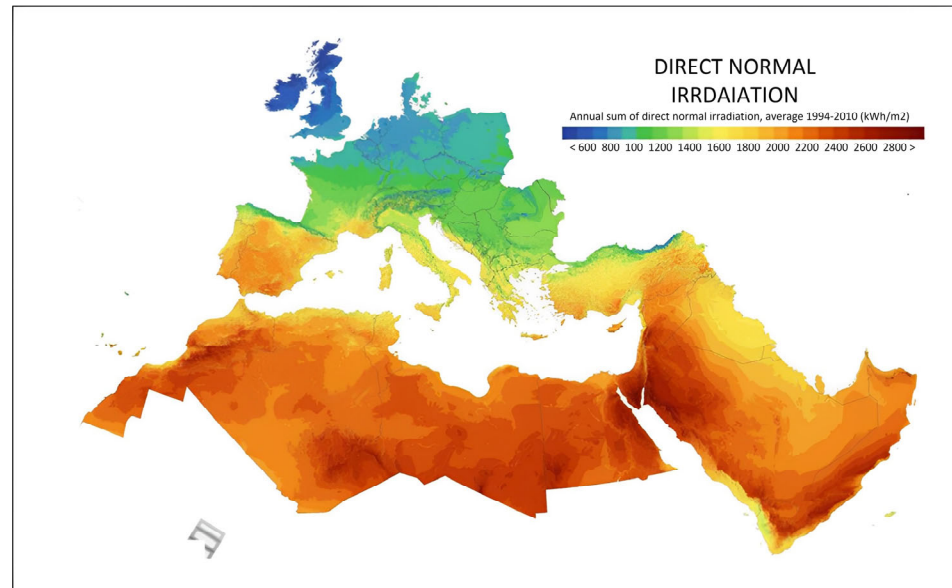 DIRECT NORMAL
IRRDAIATION
Annual sum of direct normal irradiation, average 1994-2010 (kWh/m2)
< 600 800 100 1200 1400 1600 1800 2000 2200 2400 2600 2800 >